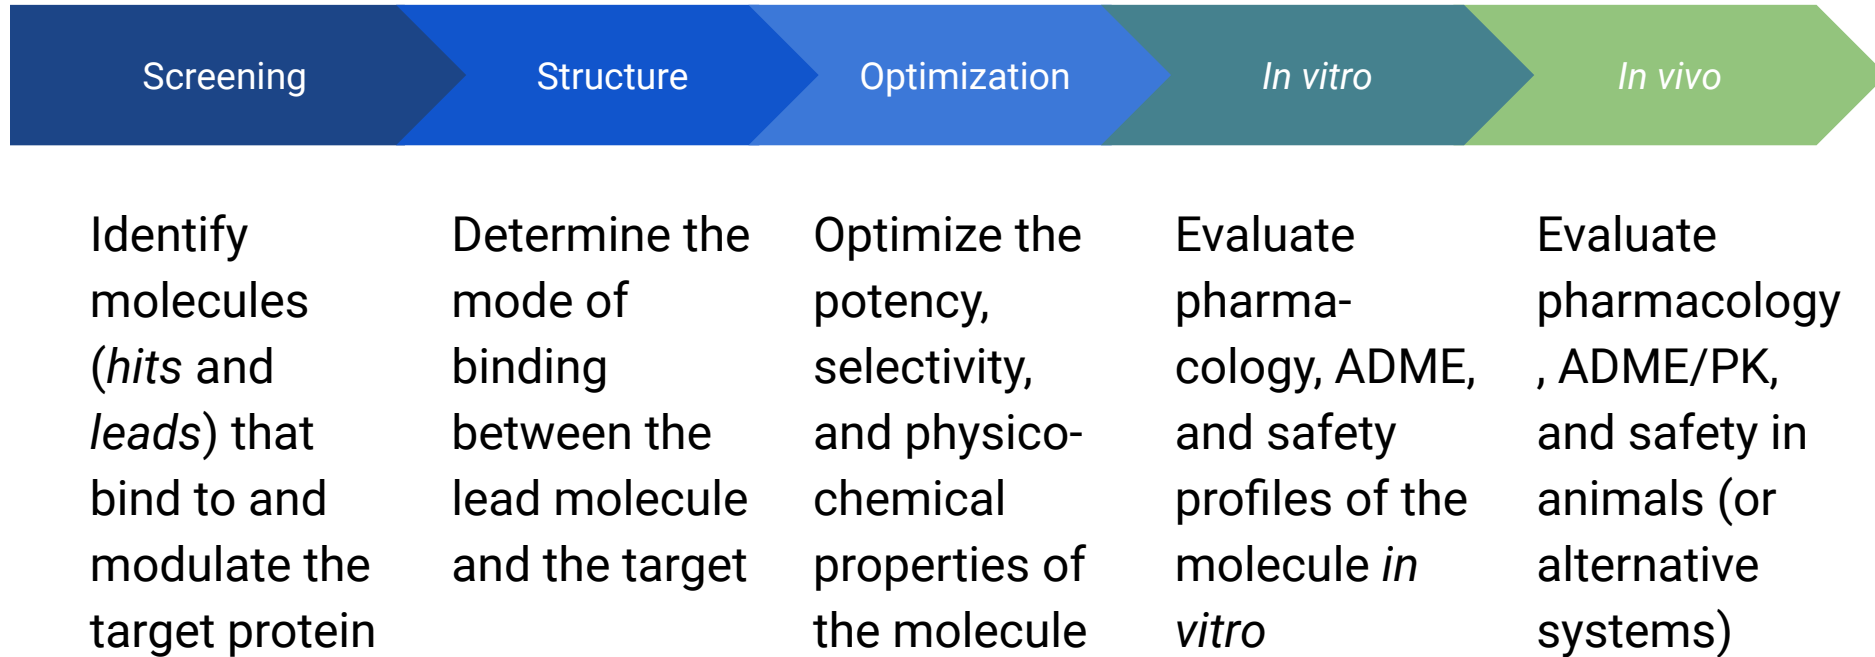 Screening
Structure
Optimization
In vitro
In vivo
Identify
molecules
(hits and
leads) that
bind to and
modulate the
target protein
Determine the
mode of
binding
between the
lead molecule
and the target
Optimize the
potency,
selectivity,
and physico-
chemical
properties of
the molecule
Evaluate
pharma-
cology, ADME,
and safety
profiles of the
molecule in
vitro
Evaluate
pharmacology
, ADME/PK,
and safety in
animals (or
alternative
systems)